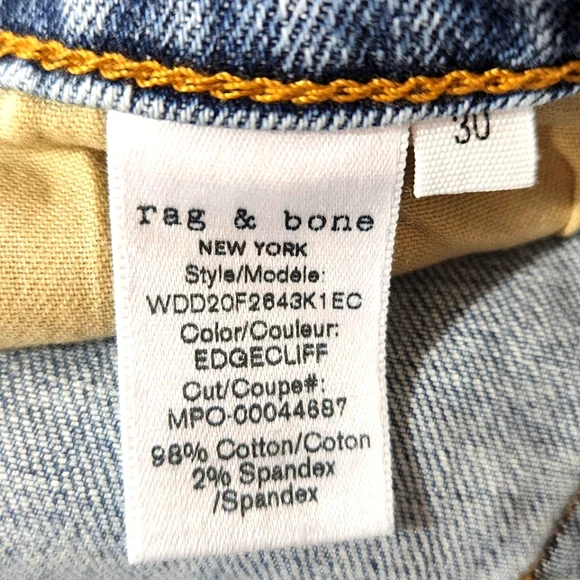 30
rag & bone
NEW YORK
Style/Modèle:
WDD20F2643K1EC
Color/Couleur:
EDGECLIFF
Cut/Coupe#:
MPO-00044687
98% Cotton/Coton
2% Spandex
/Spandex